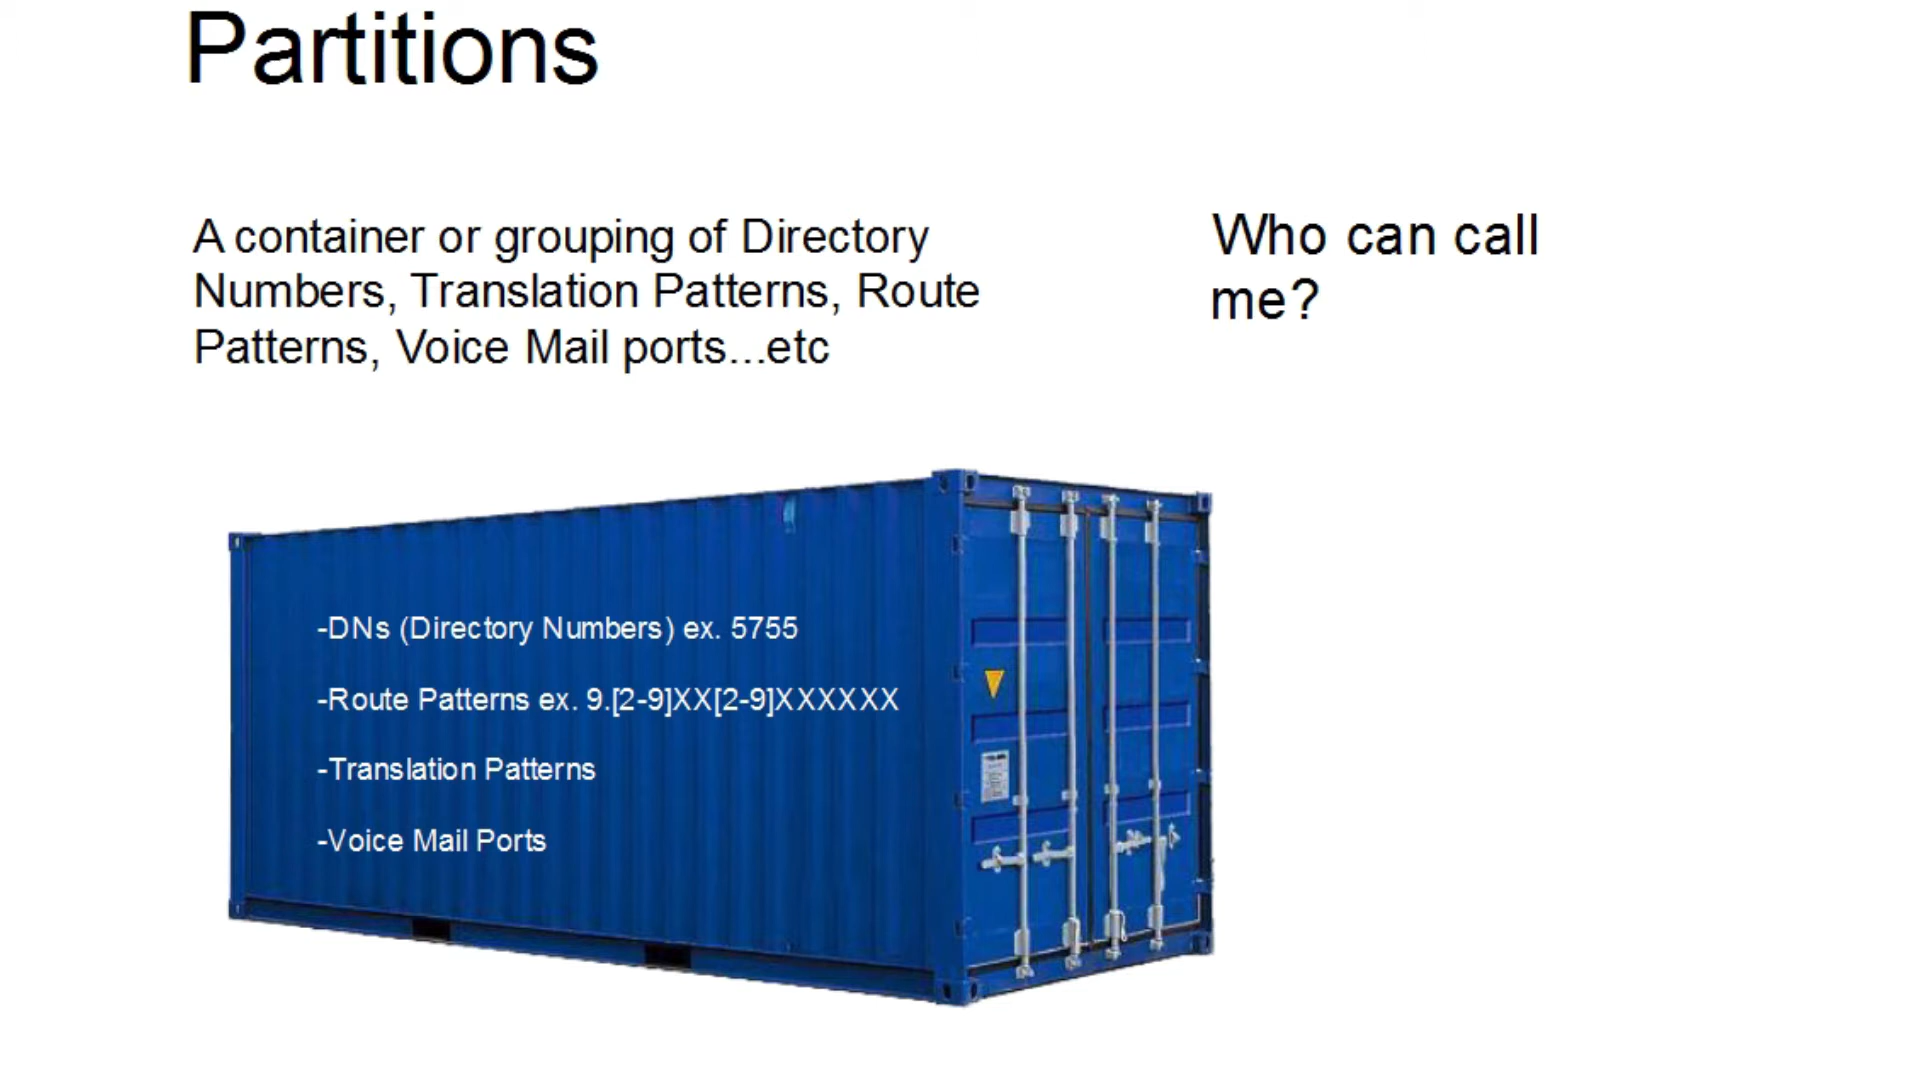 Partitions
A container or grouping of Directory
Numbers, Translation Patterns, Route
Patterns, Voice Mail ports...etc
Who can call
me?
-DNs (Directory Numbers) ex. 5755
-Route Patterns ex. 9.[2-9]XX[2-9]XXXXXX
-Translation Patterns
-Voice Mail Ports